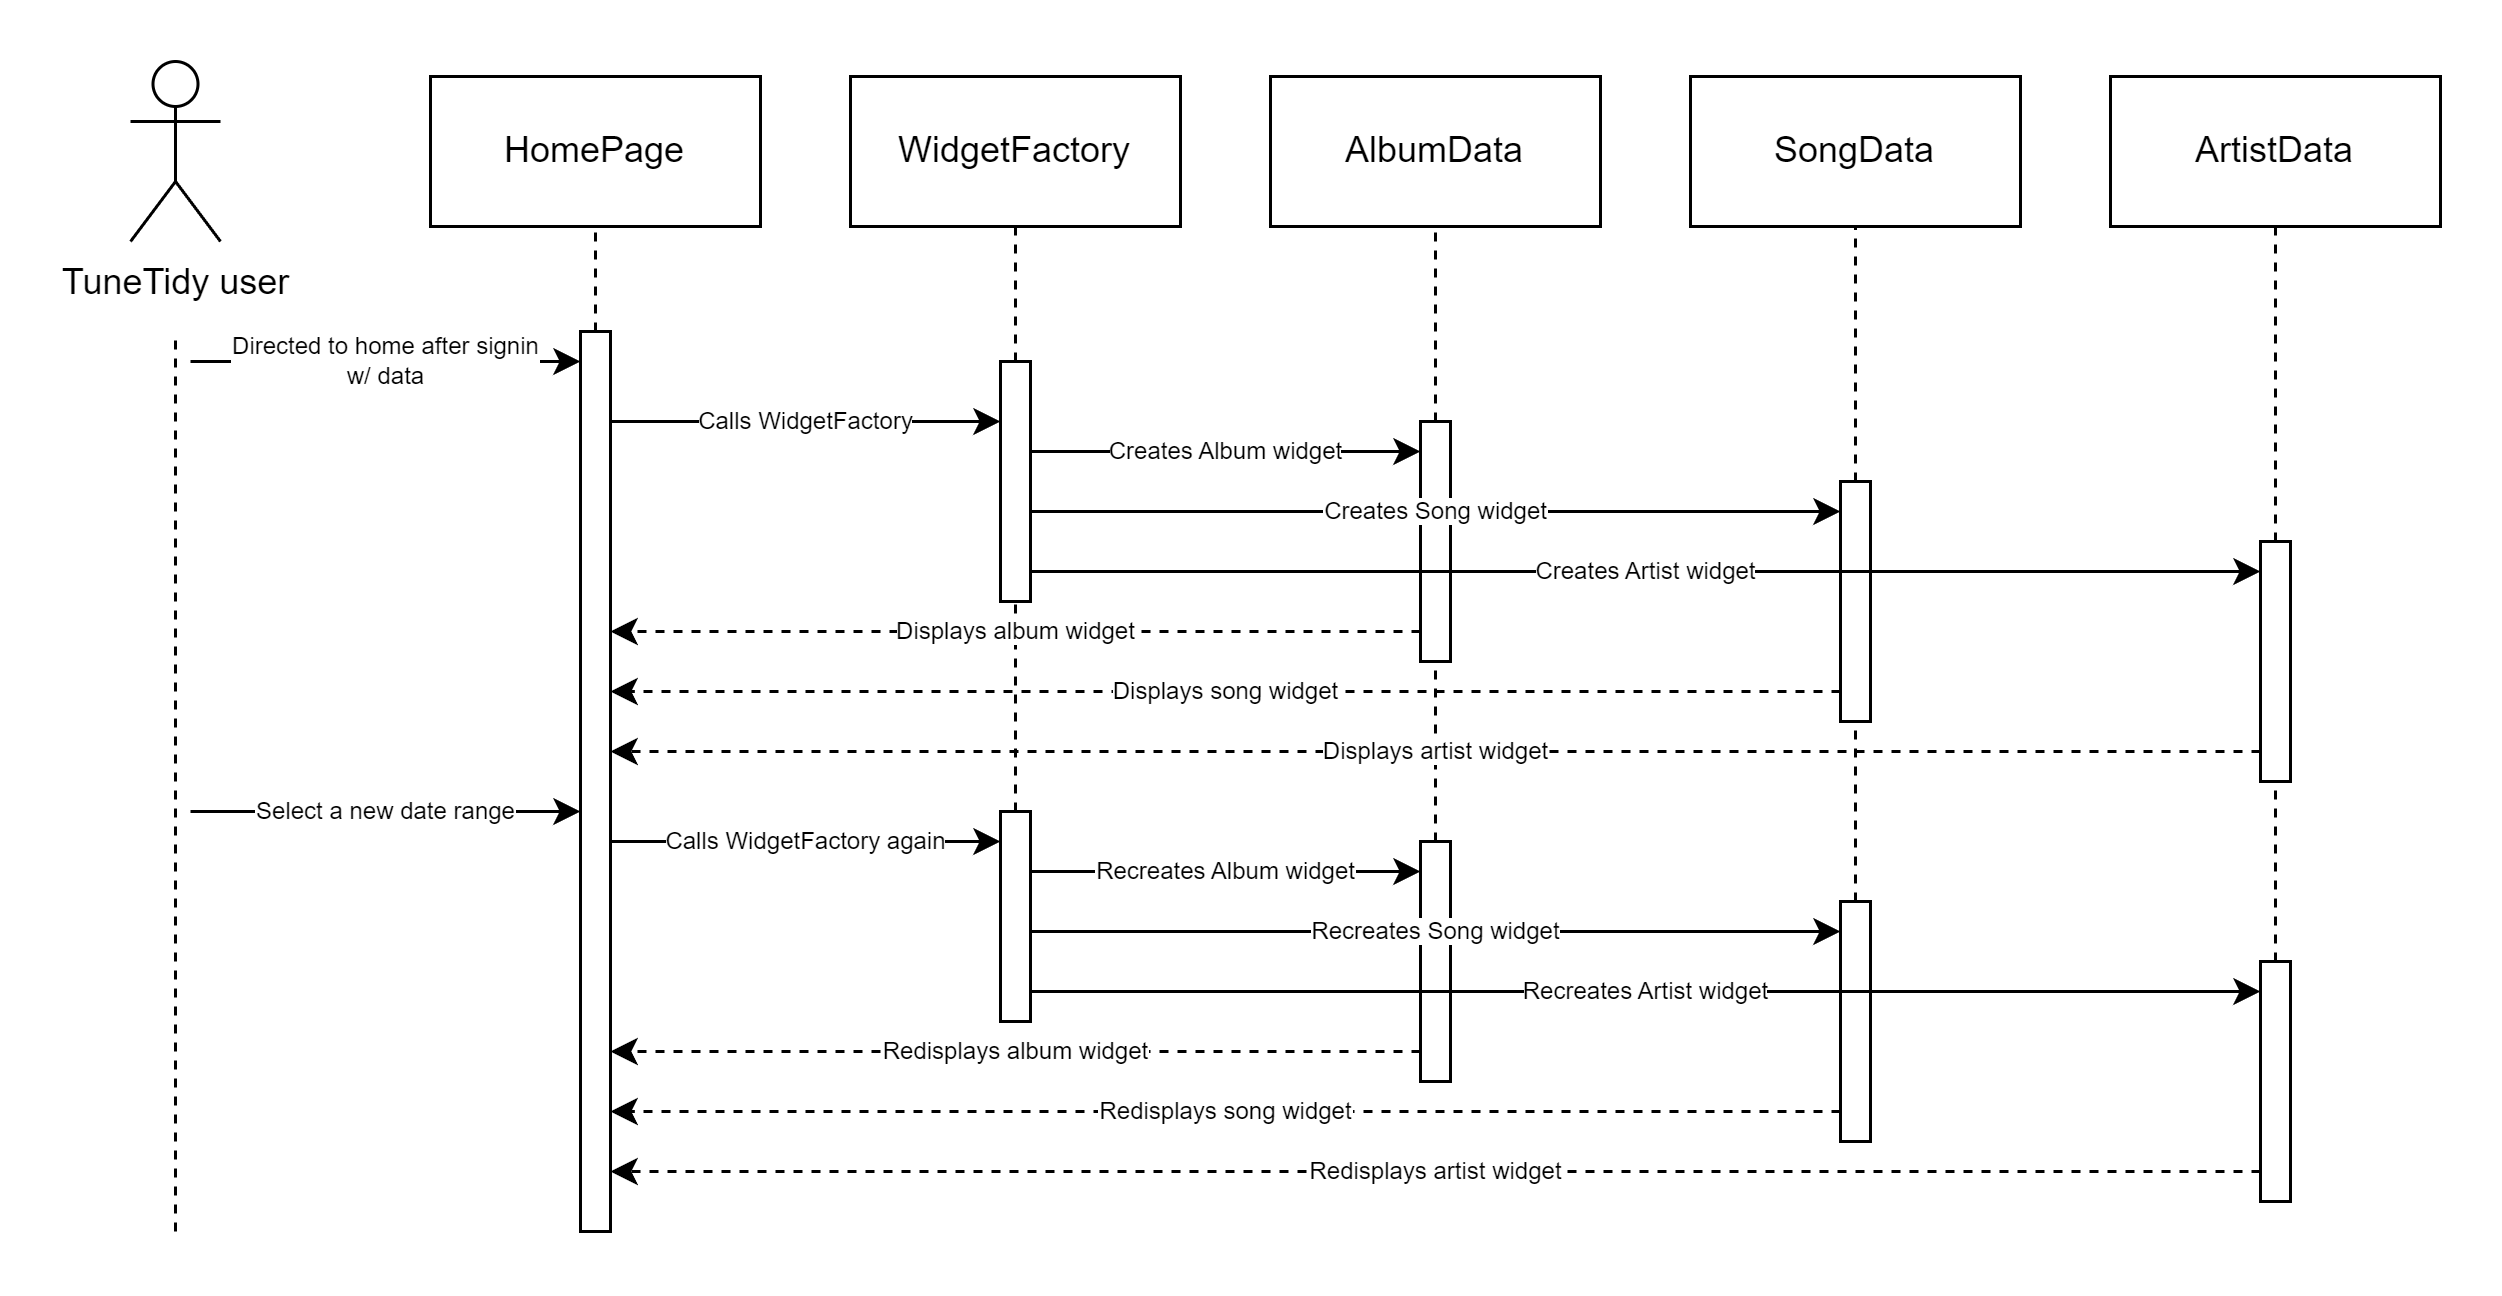 HomePage
WidgetFactory
AlbumData
SongData
ArtistData
TuneTidy user
Directed to home after signin
w/ data
Calls WidgetFactory
Creates Album widget
Creates Song widget
Creates Artist widget
Displays album widget
Displays song widget
Displays artist widget
Select a new date range
Calls WidgetFactory again
Recreates Album widget
Recreates Song widget
Recreates Artist widget
Redisplays album widget
Redisplays song widget
Redisplays artist widget